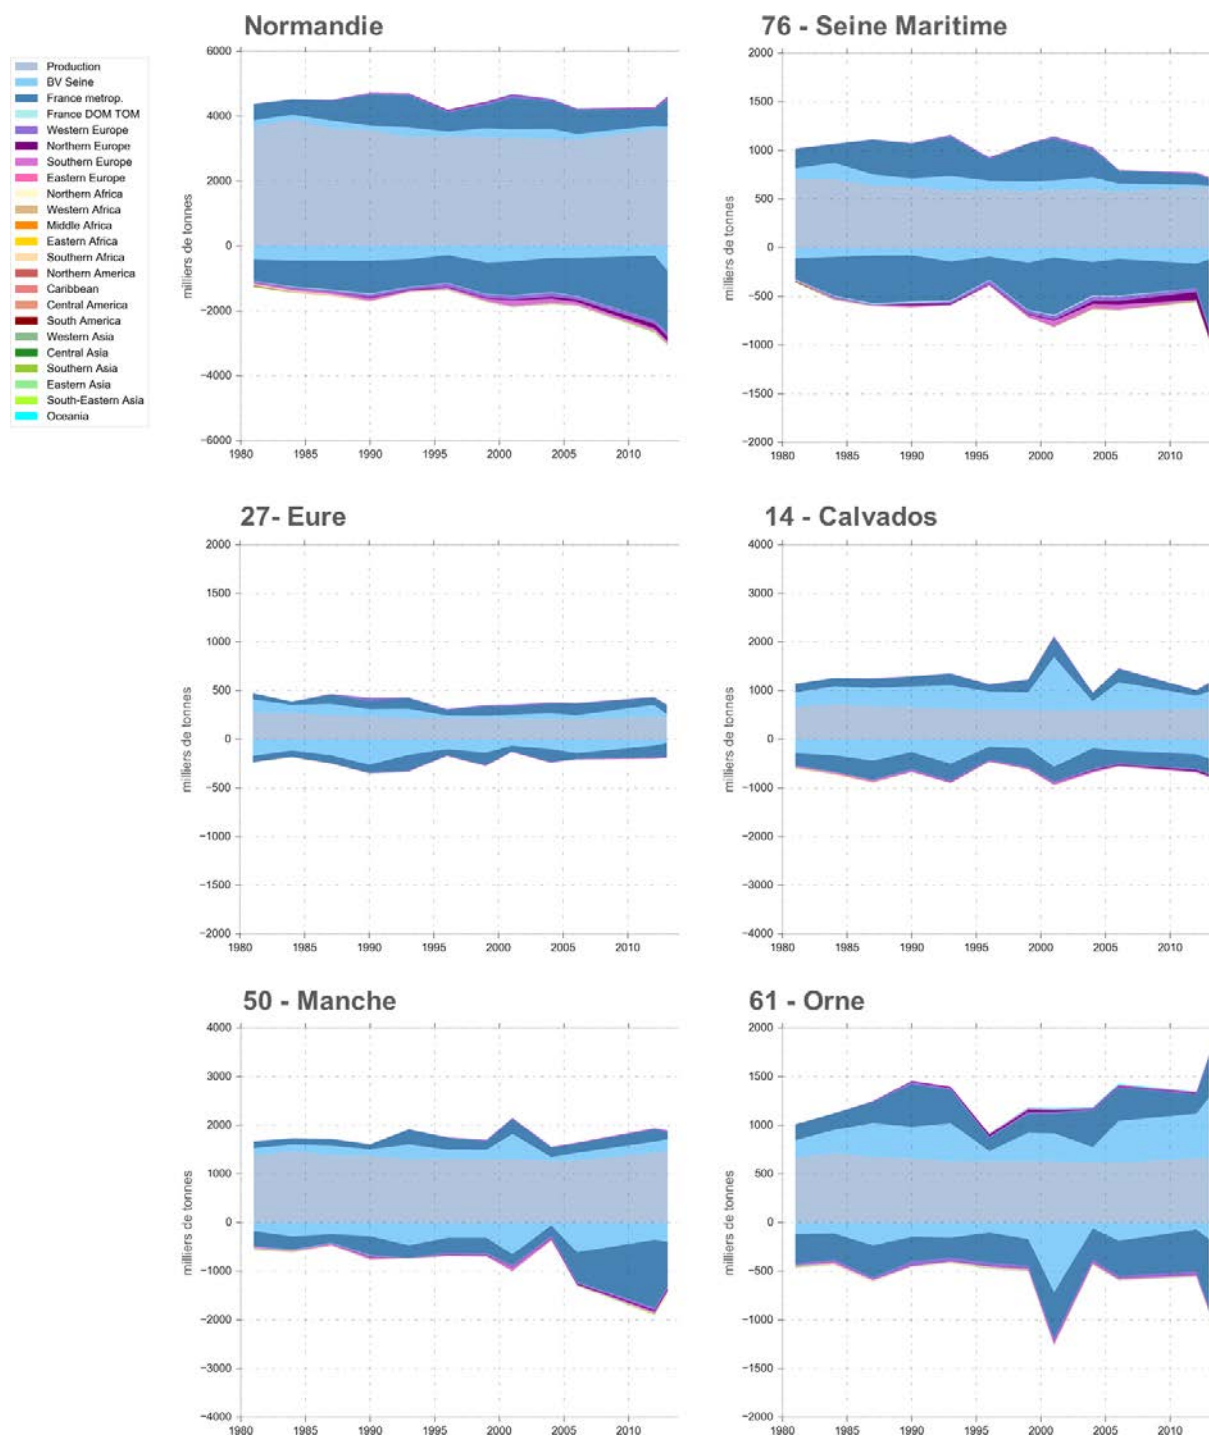 Normandie
76 - Seine Maritime
Production
BV Seine
France metrop.
France DOM TOM
Western Europe
Northern Europe
Southern Europe
Eastern Europe
Northern Africa
Western Africa
Middle Africa
Eastern Africa
Southern Africa
Northern America
Caribbean
Central America
South America
Western Asia
Central Asia
Southern Asia
Eastern Asia
South-Eastern Asia
Oceania
milliers de tonnes
6000
4000
2000
0
−2000
−4000
−6000
1980 1985 1990 1995 2000 2005 2010
milliers de tonnes
2000
1500
1000
500
0
−500
−1000
−1500
−2000
1980 1985 1990 1995 2000 2005 2010
27- Eure
14 - Calvados
milliers de tonnes
2000
1500
1000
500
0
−500
−1000
−1500
−2000
1980 1985 1990 1995 2000 2005 2010
milliers de tonnes
4000
3000
2000
1000
0
−1000
−2000
−3000
−4000
1980 1985 1990 1995 2000 2005 2010
50 - Manche
61 - Orne
milliers de tonnes
4000
3000
2000
1000
0
−1000
−2000
−3000
−4000
1980 1985 1990 1995 2000 2005 2010
milliers de tonnes
2000
1500
1000
500
0
−500
−1000
−1500
−2000
1980 1985 1990 1995 2000 2005 2010